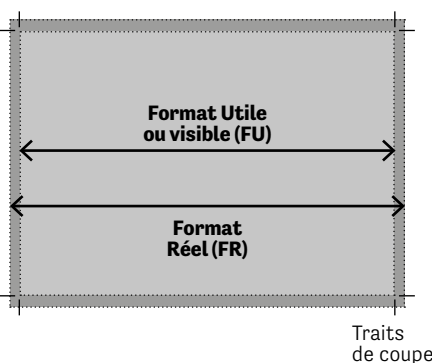 Format Utile
ou visible (FU)
Format
Réel (FR)
Traits
de coupe